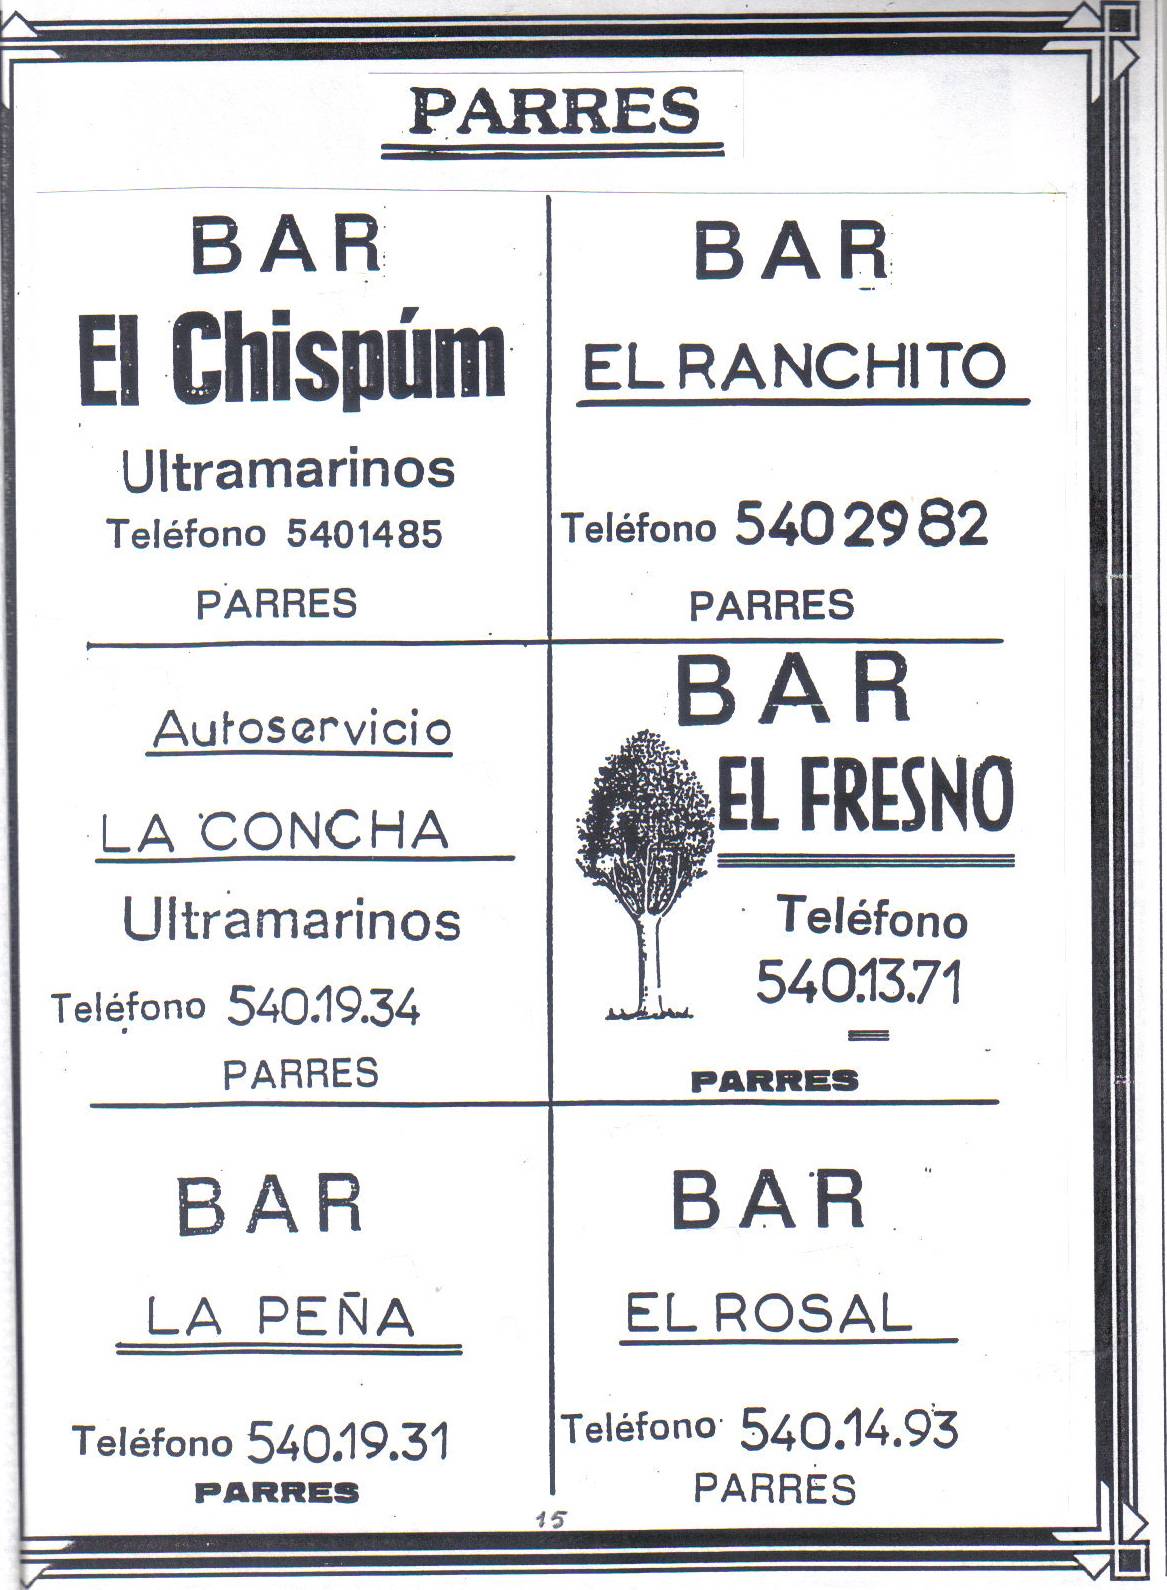 PARRES
BAR
El Chispúm
Ultramarinos
Teléfono 5401485
PARRES
BAR
EL RANCHITO
Teléfono 540 29 82
PARRES
Autoservicio
LA CONCHA
Ultramarinos
Teléfono 540.19.34
PARRES
BAR
EL FRESNO
Teléfono
540.13.71
PARRES
BAR
LA PEÑA
Teléfono 540.19.31
PARRES
BAR
EL ROSAL
Teléfono 540.14.93
PARRES
15